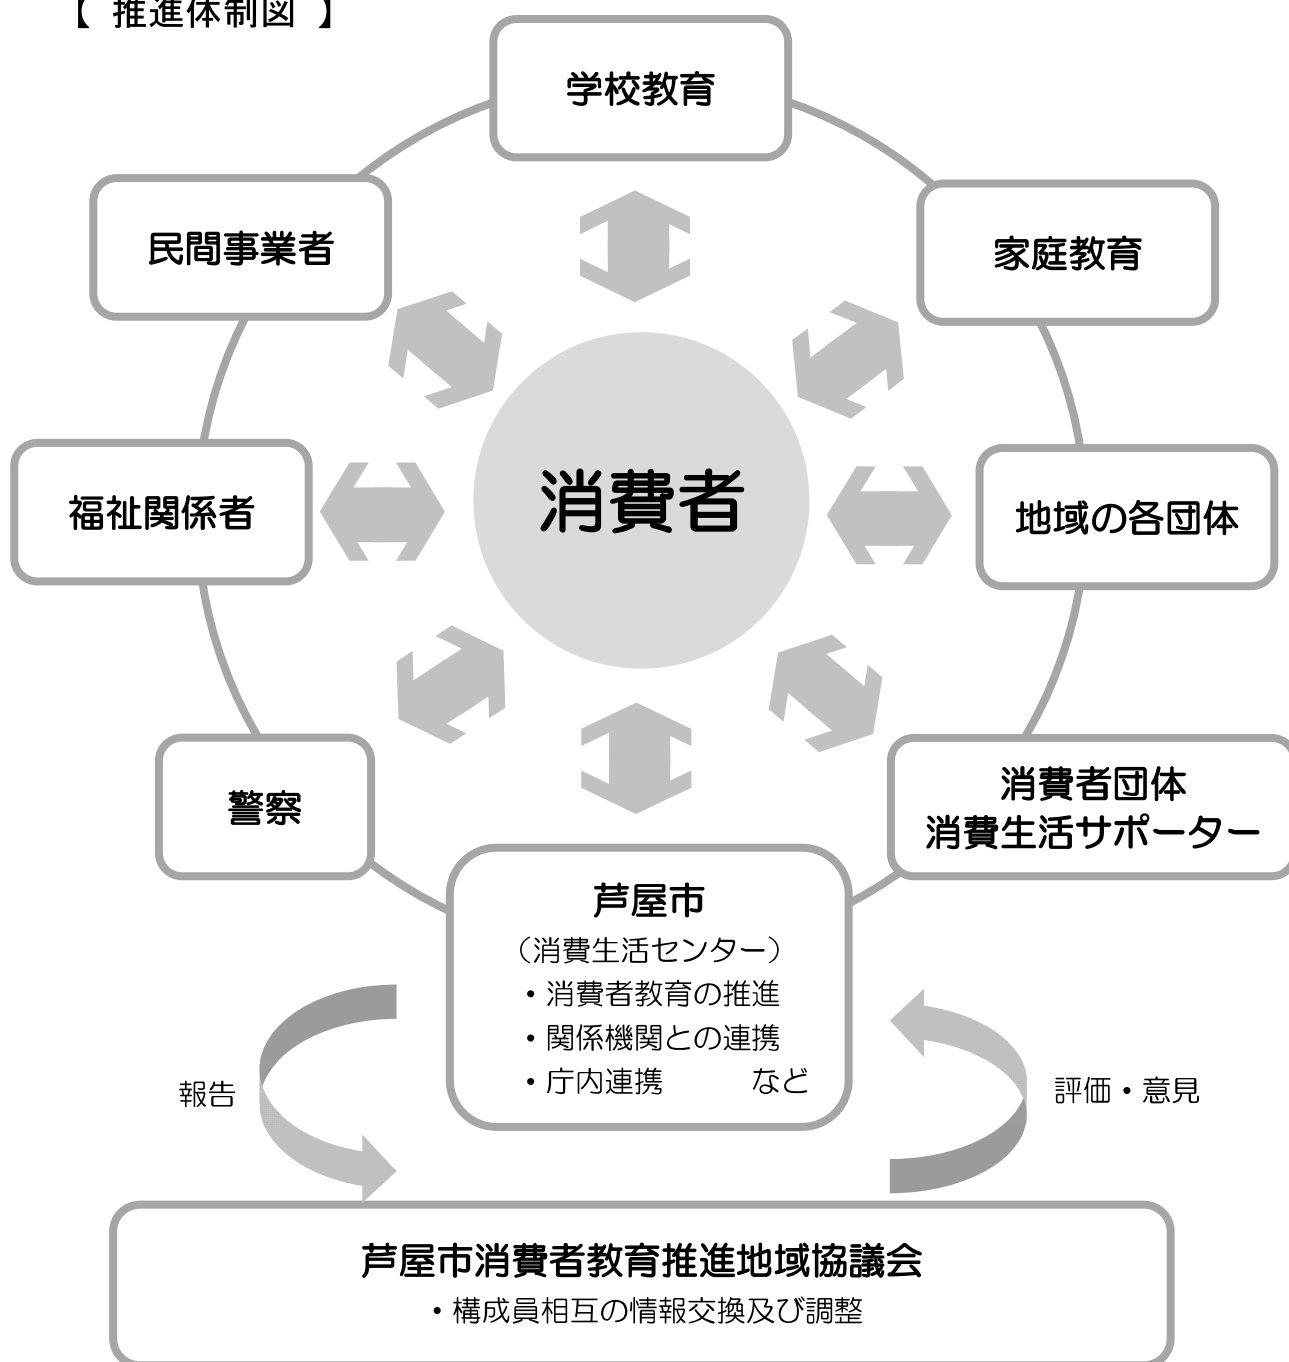 【 推進体制図 】
学校教育
民間事業者
家庭教育
消費者
福祉関係者
地域の各団体
警察
消費者団体
消費生活サポーター
芦屋市
（消費生活センター）
・消費者教育の推進
・関係機関との連携
・庁内連携　　　など
報告
評価・意見
芦屋市消費者教育推進地域協議会
・構成員相互の情報交換及び調整